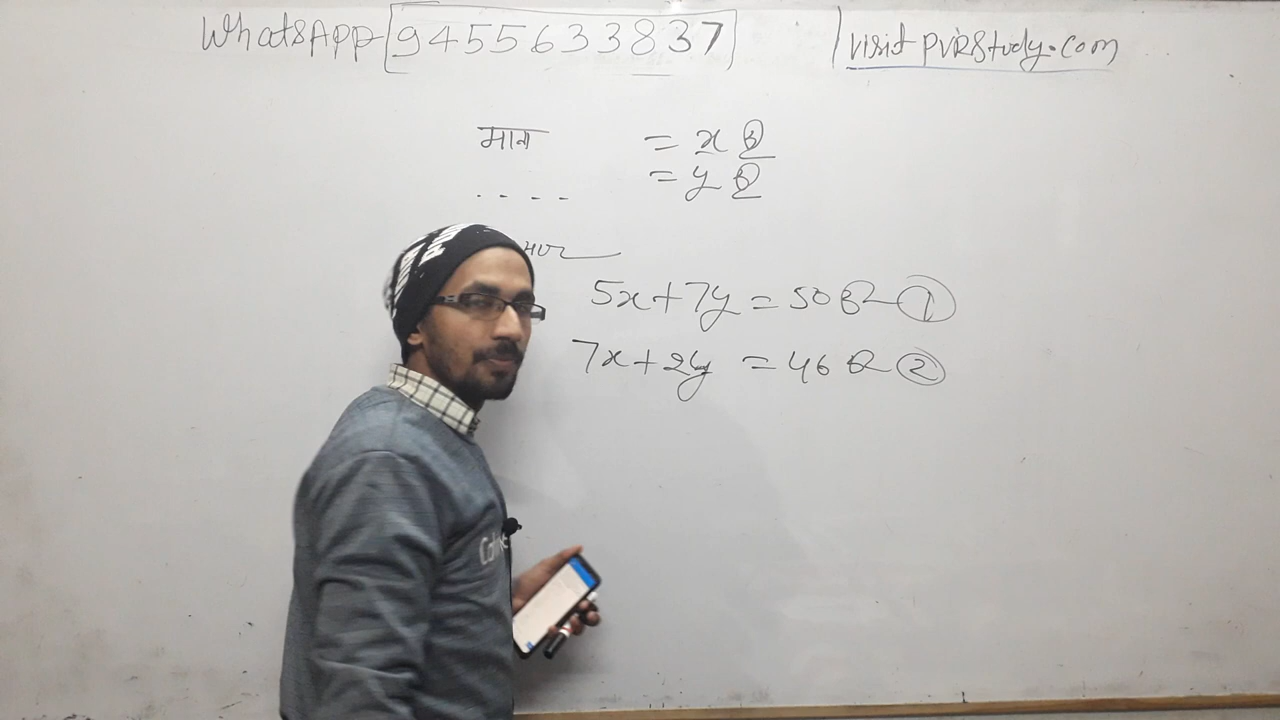 WhatsApp 9455633837
visit pvRStudy.com
माना = x
= y
. . . .
5x+7y = 50 ①
7x+2y = 46 ②